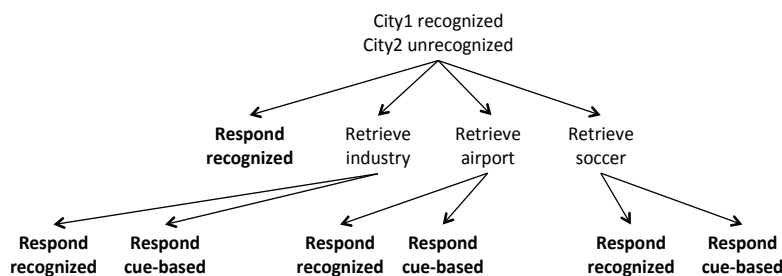 City1 recognized
City2 unrecognized
Respond recognized
Retrieve industry
Retrieve airport
Retrieve soccer
Respond recognized
Respond cue-based
Respond recognized
Respond cue-based
Respond recognized
Respond cue-based